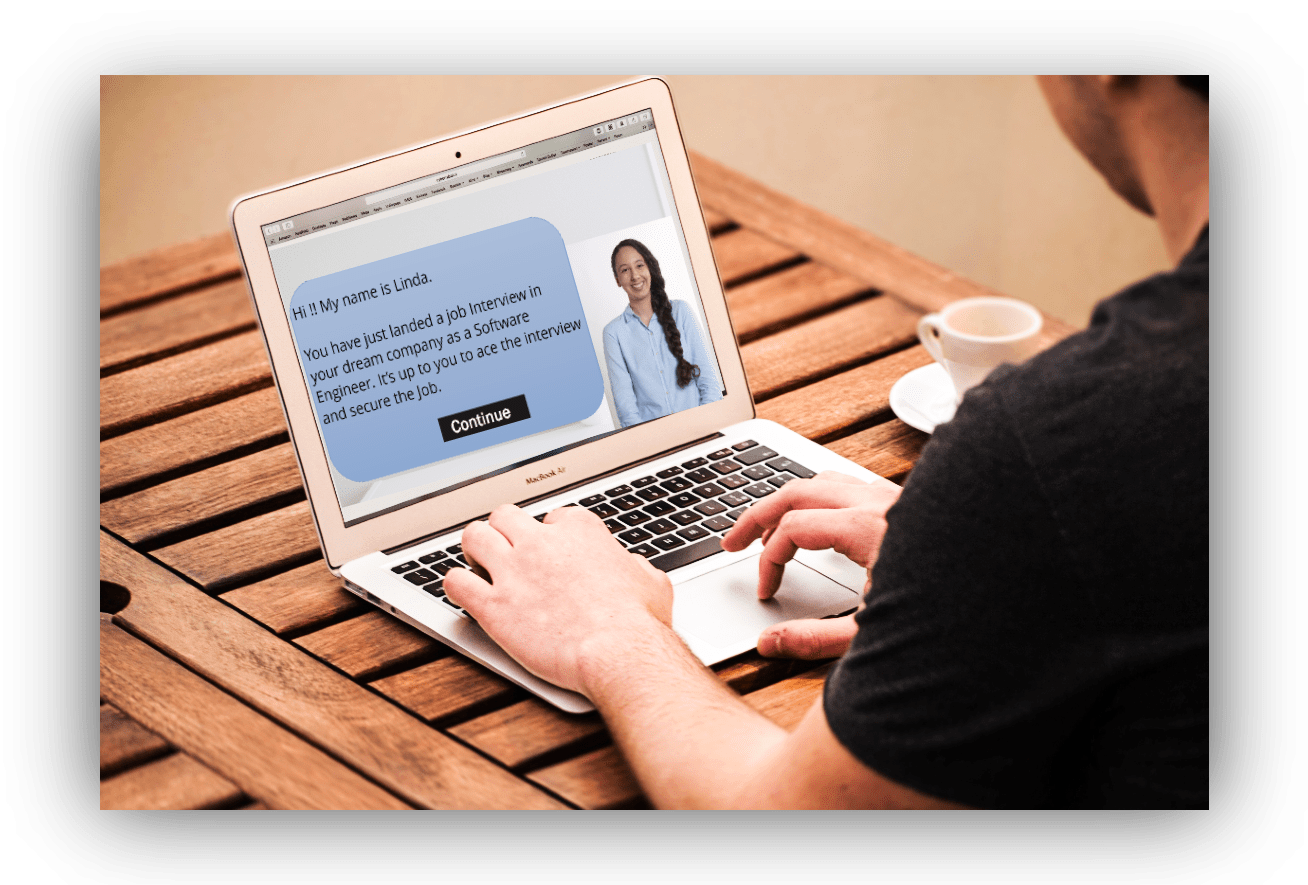 Hi !! My name is Linda.
You have just landed a job Interview in
your dream company as a Software
Engineer. It's up to you to ace the interview
and secure the Job.
Continue
MacBook Air